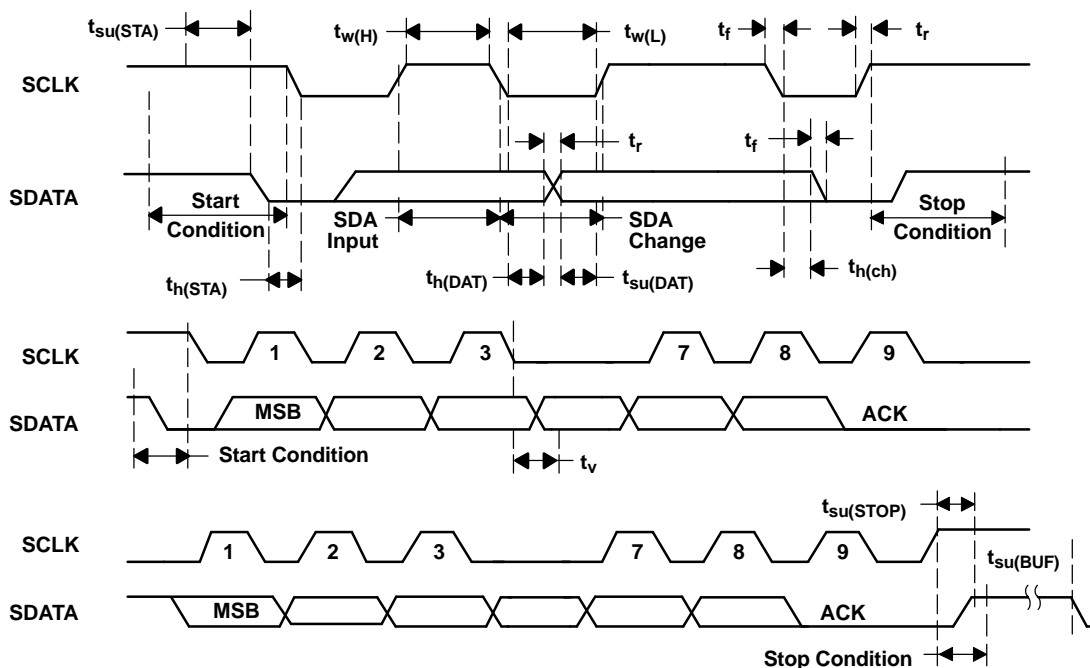 tsu(STA) tw(H) tw(L) tf tr
SCLK
tr tf
SDATA
Start Condition SDA Input SDA Change Stop Condition
th(STA) th(DAT) tsu(DAT) th(ch)
SCLK 1 2 3 7 8 9
SDATA MSB ACK
Start Condition tv
tsu(STOP)
SCLK 1 2 3 7 8 9 tsu(BUF)
SDATA MSB ACK
Stop Condition